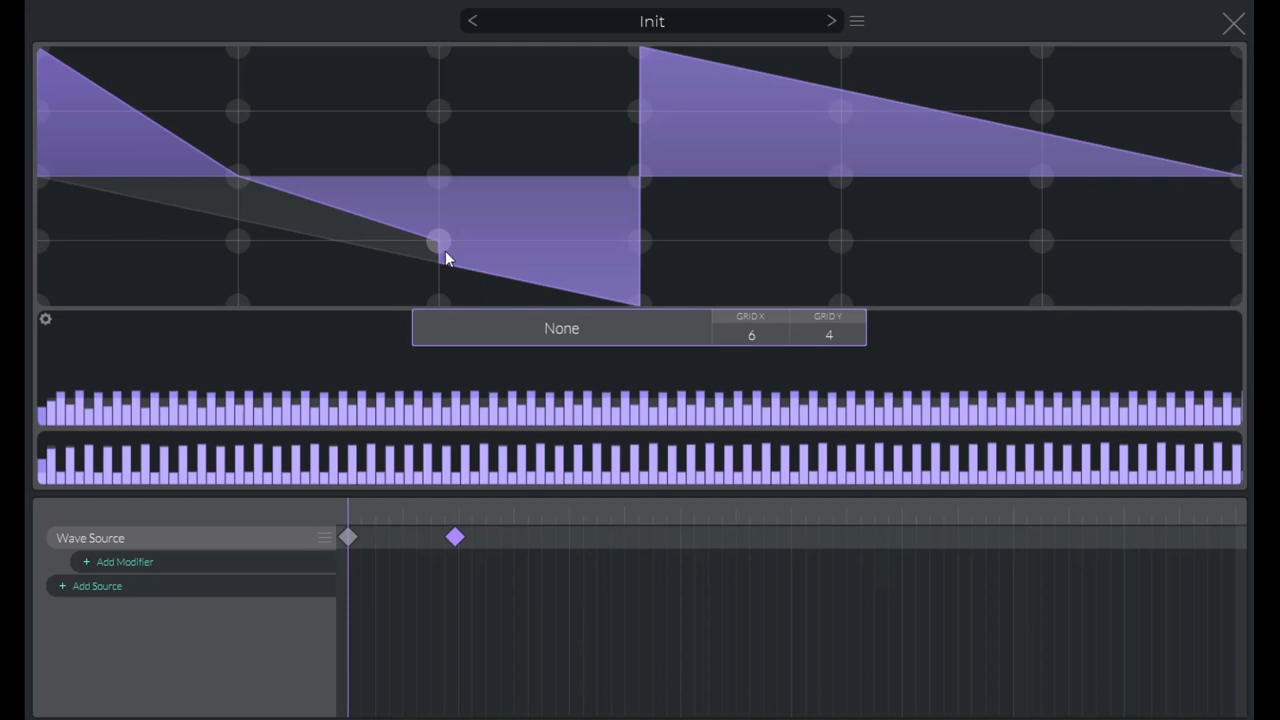 Init
None
GRID X
6
GRID Y
4
Wave Source
+ Add Modifier
+ Add Source